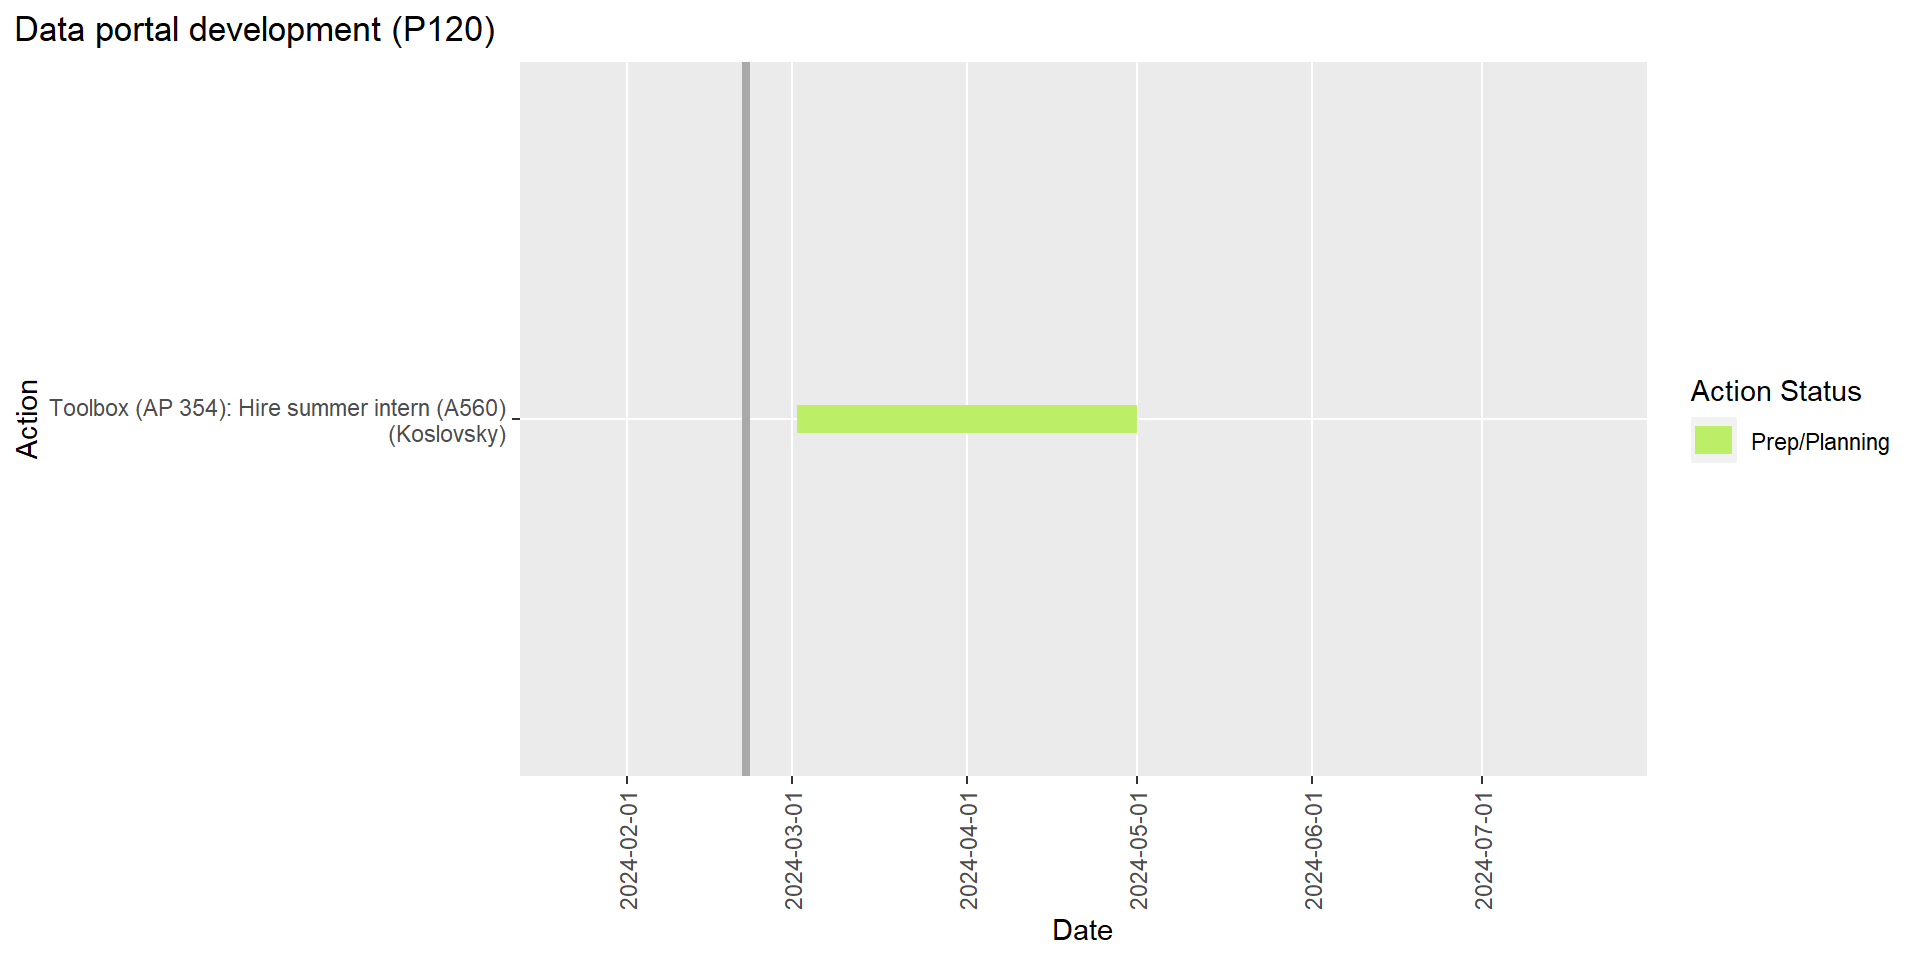 Data portal development (P120)
Action
Toolbox (AP 354): Hire summer intern (A560)
(Koslovsky)
Action Status
Prep/Planning
2024-02-01
2024-03-01
2024-04-01
2024-05-01
2024-06-01
2024-07-01
Date